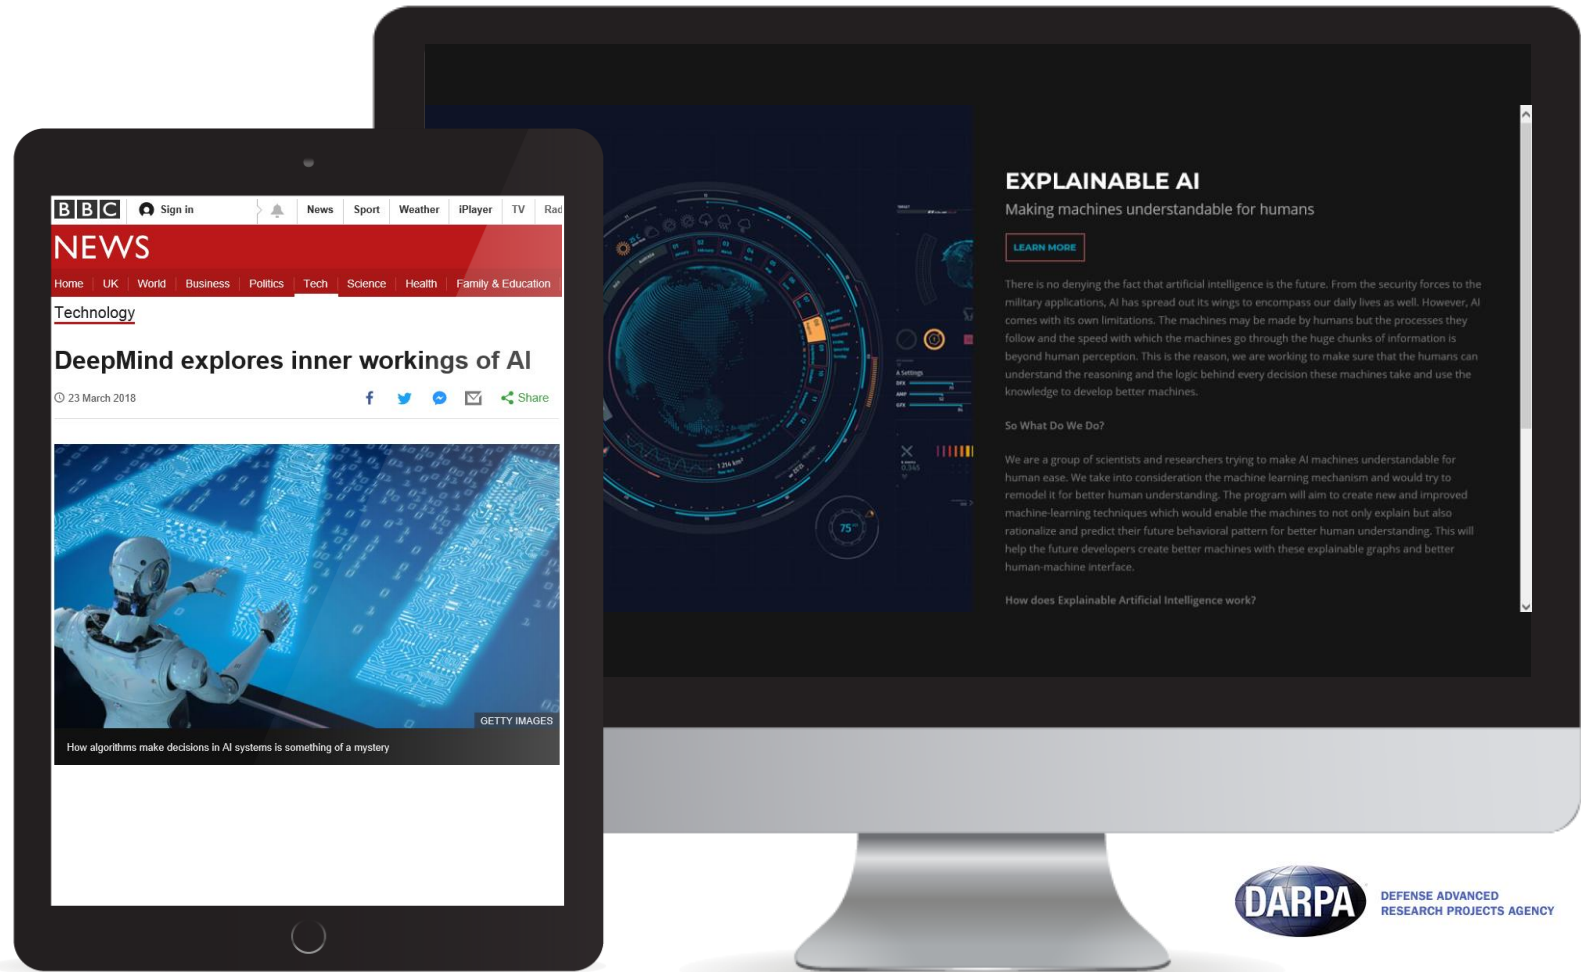 BBC
Sign in
News
Sport
Weather
iPlayer
TV
Rad
NEWS
Home
UK
World
Business
Politics
Tech
Science
Health
Family & Education
Technology
DeepMind explores inner workings of AI
23 March 2018
Share
GETTY IMAGES
How algorithms make decisions in AI systems is something of a mystery
EXPLAINABLE AI
Making machines understandable for humans
LEARN MORE
There is no denying the fact that artificial intelligence is the future. From the security forces to the
military applications, AI has spread out its wings to encompass our daily lives as well. However, AI
comes with its own limitations. The machines may be made by humans but the processes they
follow and the speed with which the machines go through the huge chunks of information is
beyond human perception. This is the reason, we are working to make sure that the humans can
understand the reasoning and the logic behind every decision these machines take and use the
knowledge to develop better machines.
So What Do We Do?
We are a group of scientists and researchers trying to make AI machines understandable for
human ease. We take into consideration the machine learning mechanism and would try to
remodel it for better human understanding. The program will aim to create new and improved
machine-learning techniques which would enable the machines to not only explain but also
rationalize and predict their future behavioral pattern for better human understanding. This will
help the future developers create better machines with these explainable graphs and better
human-machine interface.
How does Explainable Artificial Intelligence work?
A Settings
0.345
1 214 km²
75
DARPA
DEFENSE ADVANCED
RESEARCH PROJECTS AGENCY